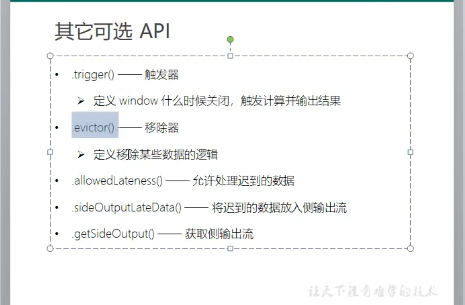 其它可选 API
• .trigger() —— 触发器
➢ 定义 window 什么时候关闭，触发计算并输出结果
• .evictor() —— 移除器
➢ 定义移除某些数据的逻辑
• .allowedLateness() —— 允许处理迟到的数据
• .sideOutputLateData() —— 将迟到的数据放入侧输出流
• .getSideOutput() —— 获取侧输出流
让天下没有难学的技术